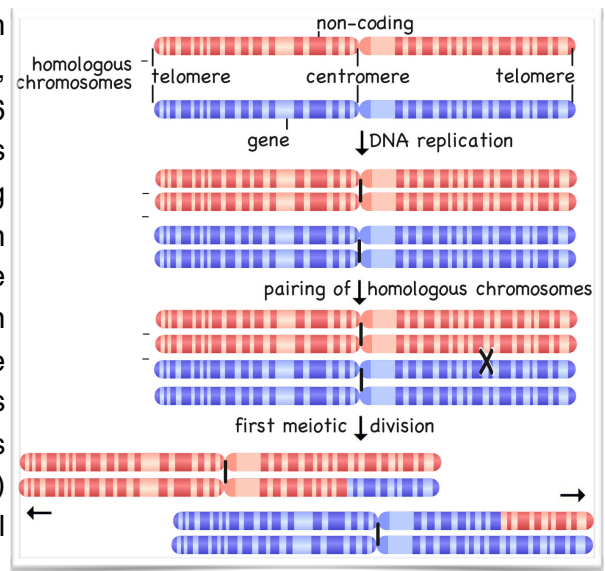 non-coding
homologous
chromosomes
telomere centromere telomere
gene
DNA replication
pairing of homologous chromosomes
X
first meiotic division